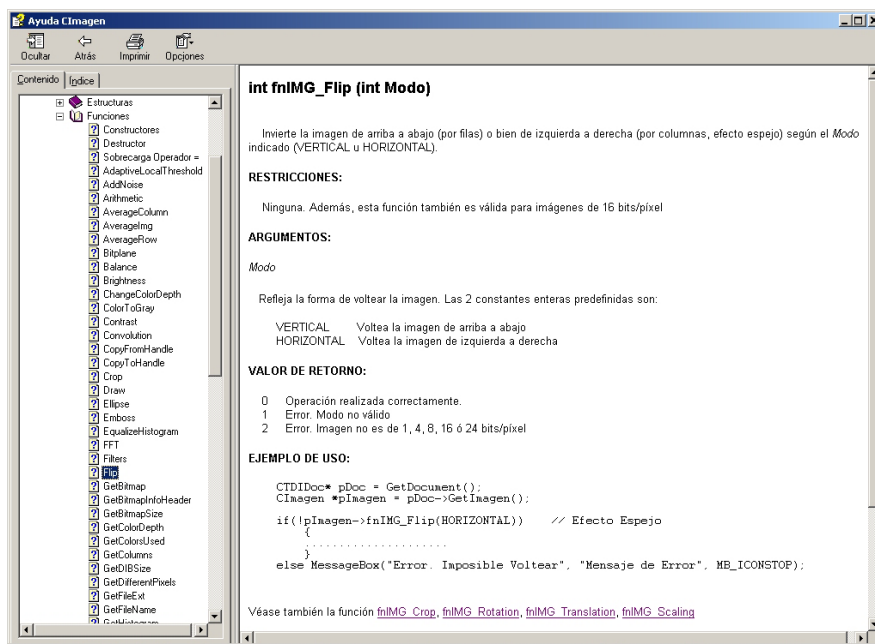 Ayuda CImagen
Ocultar Atrás Imprimir Opciones
Contenido Índice
Estructuras
Funciones
Constructores
Destructor
Sobrecarga Operador =
AdaptiveLocalThreshold
AddNoise
Arithmetic
AverageColumn
AverageImg
AverageRow
Bitplane
Balance
Brightness
ChangeColorDepth
ColorToGray
Contrast
Convolution
CopyFromHandle
CopyToHandle
Crop
Draw
Ellipse
Emboss
EqualizeHistogram
FFT
Filters
Flip
GetBitmap
GetBitmapInfoHeader
GetBitmapSize
GetColorDepth
GetColorsUsed
GetColumns
GetDIBSize
GetDifferentPixels
GetFileExt
GetFileName
GetHistogram
int fnIMG_Flip (int Modo)
Invierte la imagen de arriba a abajo (por filas) o bien de izquierda a derecha (por columnas, efecto espejo) según el Modo
indicado (VERTICAL u HORIZONTAL).
RESTRICCIONES:
Ninguna. Además, esta función también es válida para imágenes de 16 bits/píxel
ARGUMENTOS:
Modo
Refleja la forma de voltear la imagen. Las 2 constantes enteras predefinidas son:
VERTICAL Voltea la imagen de arriba a abajo
HORIZONTAL Voltea la imagen de izquierda a derecha
VALOR DE RETORNO:
0 Operación realizada correctamente.
1 Error. Modo no válido
2 Error. Imagen no es de 1, 4, 8, 16 ó 24 bits/píxel
EJEMPLO DE USO:
CTDIDoc* pDoc = GetDocument();
CImagen *pImagen = pDoc->GetImagen();
if(!pImagen->fnIMG_Flip(HORIZONTAL)) // Efecto Espejo
{
.....................
}
else MessageBox("Error. Imposible Voltear", "Mensaje de Error", MB_ICONSTOP);
Véase también la función fnIMG_Crop, fnIMG_Rotation, fnIMG_Translation, fnIMG_Scaling